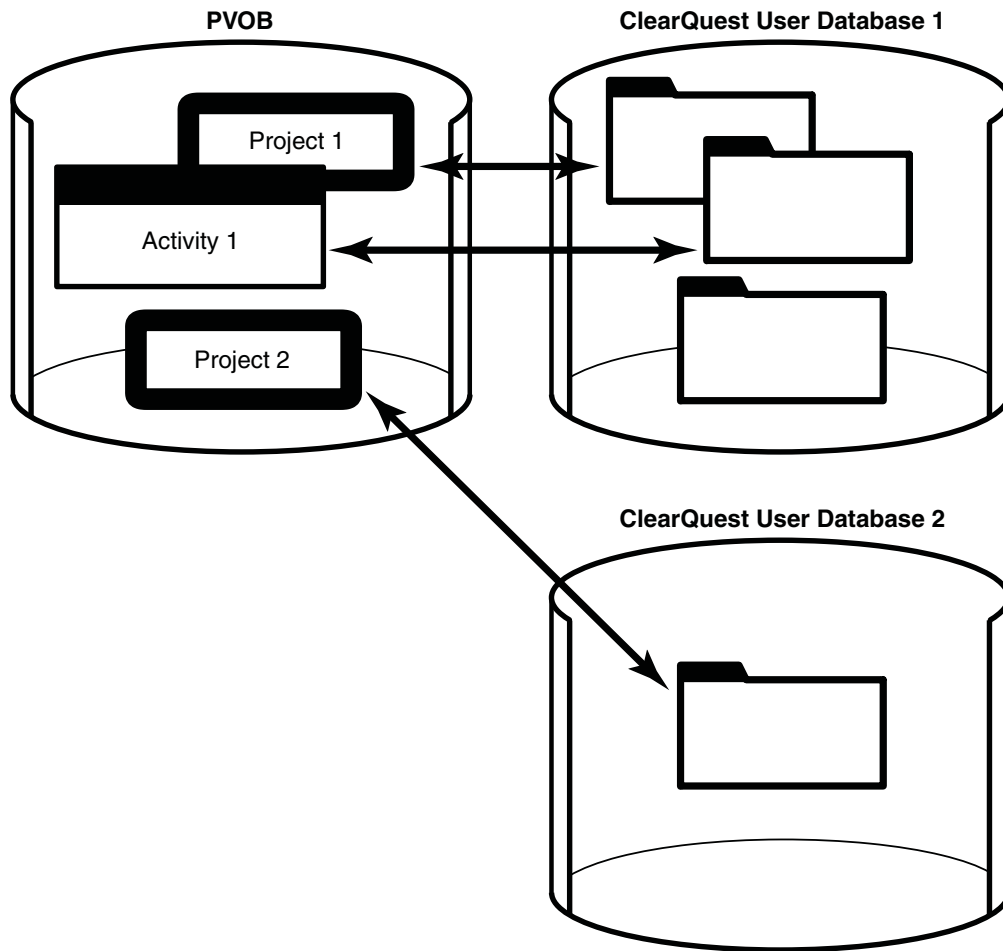 PVOB
ClearQuest User Database 1
Project 1
Activity 1
Project 2
ClearQuest User Database 2